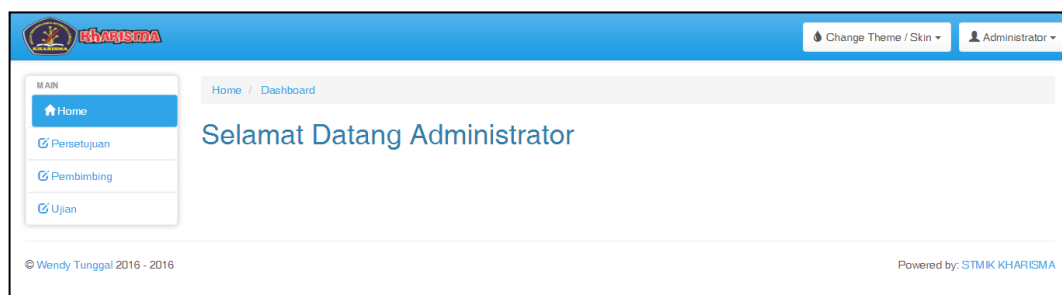 KHARISMA
KHARISMA
Change Theme / Skin
Administrator
MAIN
Home
Persetujuan
Pembimbing
Ujian
Home / Dashboard
Selamat Datang Administrator
© Wendy Tunggal 2016 - 2016
Powered by: STMIK KHARISMA